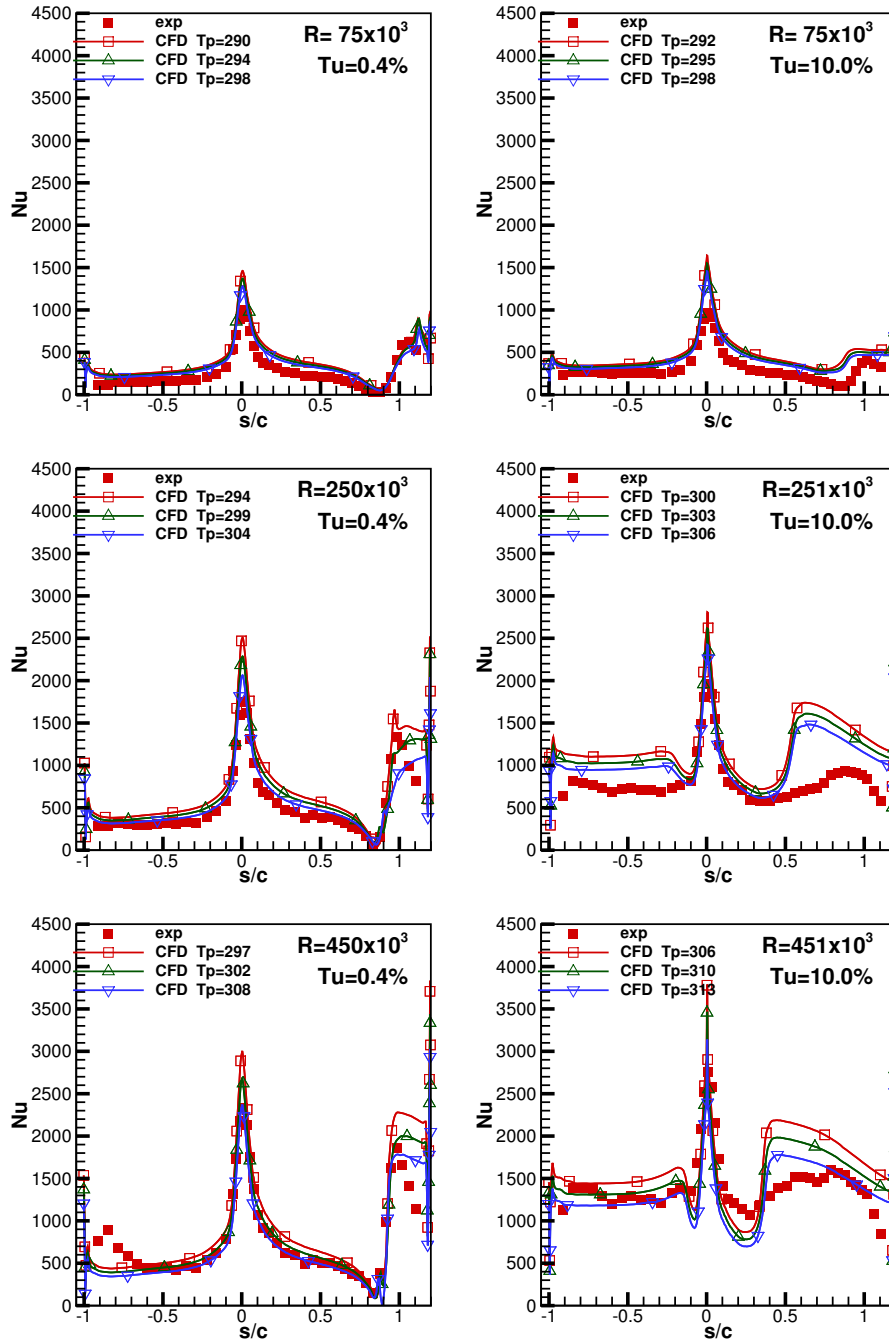 4500
4000
3500
3000
2500
2000
1500
1000
500
0
Nu
-1
-0.5
0
0.5
1
s/c
exp
CFD Tp=290
CFD Tp=294
CFD Tp=298
R= 75x10³
Tu=0.4%
4500
4000
3500
3000
2500
2000
1500
1000
500
0
Nu
-1
-0.5
0
0.5
1
s/c
exp
CFD Tp=292
CFD Tp=295
CFD Tp=298
R= 75x10³
Tu=10.0%
4500
4000
3500
3000
2500
2000
1500
1000
500
0
Nu
-1
-0.5
0
0.5
1
s/c
exp
CFD Tp=294
CFD Tp=299
CFD Tp=304
R=250x10³
Tu=0.4%
4500
4000
3500
3000
2500
2000
1500
1000
500
0
Nu
-1
-0.5
0
0.5
1
s/c
exp
CFD Tp=300
CFD Tp=303
CFD Tp=306
R=251x10³
Tu=10.0%
4500
4000
3500
3000
2500
2000
1500
1000
500
0
Nu
-1
-0.5
0
0.5
1
s/c
exp
CFD Tp=297
CFD Tp=302
CFD Tp=308
R=450x10³
Tu=0.4%
4500
4000
3500
3000
2500
2000
1500
1000
500
0
Nu
-1
-0.5
0
0.5
1
s/c
exp
CFD Tp=306
CFD Tp=310
CFD Tp=313
R=451x10³
Tu=10.0%